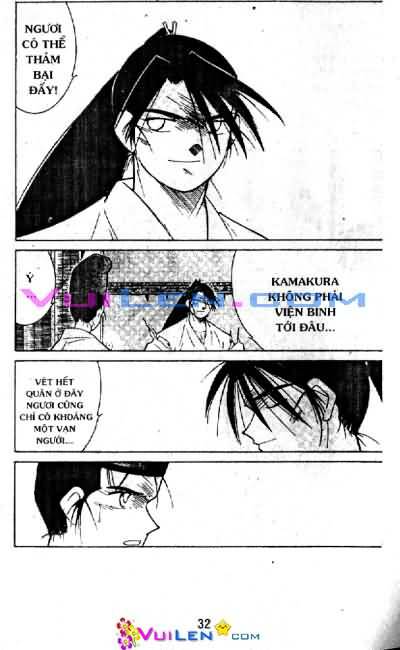 NGƯƠI
CÓ THỂ
THẢM
BẠI
ĐẤY!
Ý
KAMAKURA
KHÔNG PHẢI
VIỆN BINH
TỚI ĐÂU...
VUILEN.COM
VÉT HẾT
QUÂN Ở ĐÂY
NGƯƠI CŨNG
CHỈ CÓ KHOẢNG
MỘT VẠN
NGƯỜI...
32
VUILEN COM